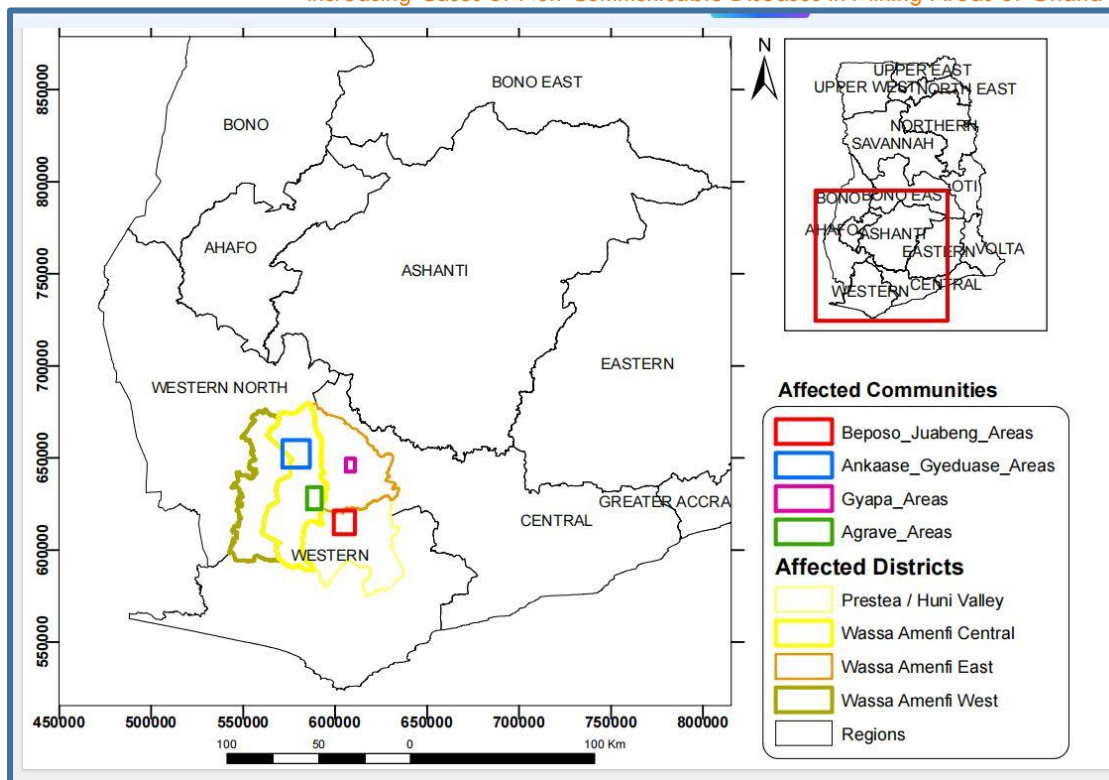 Increasing Cases of Non-Communicable Diseases in Mining Areas of Ghana
N
BONO EAST
BONO
AHAFO
ASHANTI
EASTERN
WESTERN NORTH
GREATER ACCRA
CENTRAL
WESTERN
850000
800000
750000
700000
650000
600000
550000
450000 500000 550000 600000 650000 700000 750000 800000
100 50 0 100 Km
UPPER EAST
UPPER WEST NORTH EAST
NORTHERN
SAVANNAH
OTI
BONO BONO EAST
AHAFO ASHANTI
EASTERN VOLTA
CENTRAL
WESTERN
Affected Communities
Beposo_Juabeng_Areas
Ankaase_Gyeduase_Areas
Gyapa_Areas
Agrave_Areas
Affected Districts
Prestea / Huni Valley
Wassa Amenfi Central
Wassa Amenfi East
Wassa Amenfi West
Regions